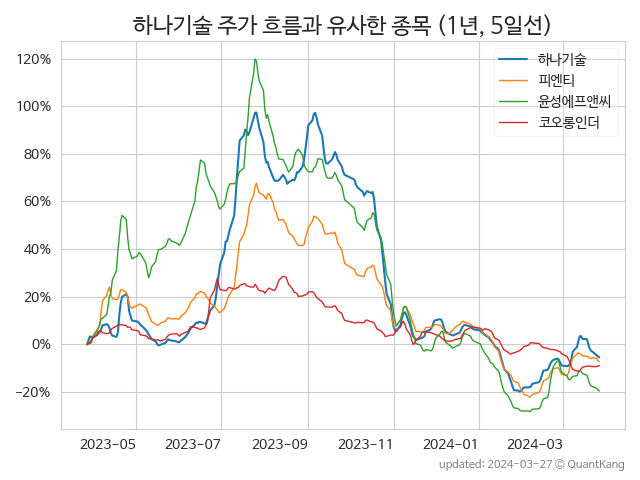 하나기술 주가 흐름과 유사한 종목 (1년, 5일선)
120%
100%
80%
60%
40%
20%
0%
−20%
하나기술
피엔티
윤성에프앤씨
코오롱인더
2023-05
2023-07
2023-09
2023-11
2024-01
2024-03
updated: 2024-03-27 © QuantKang